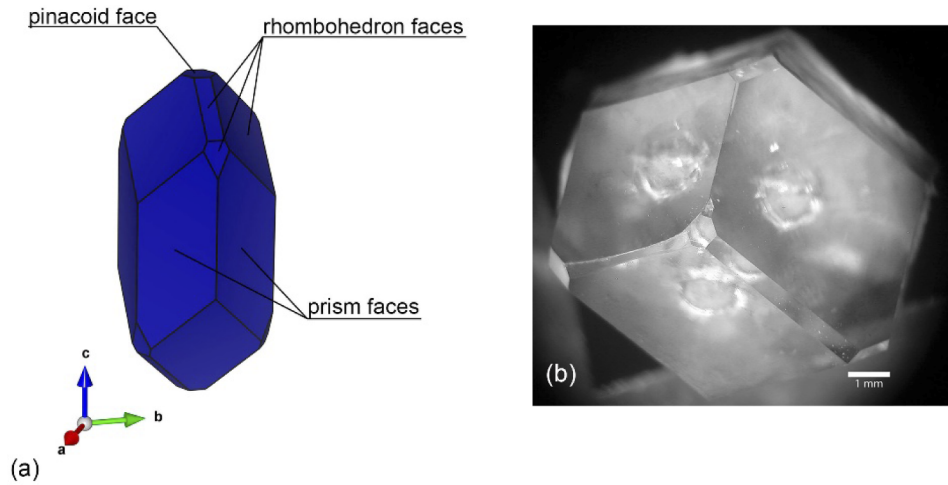 pinacoid face
rhombohedron faces
prism faces
c
b
a
(a)
(b)
1 mm